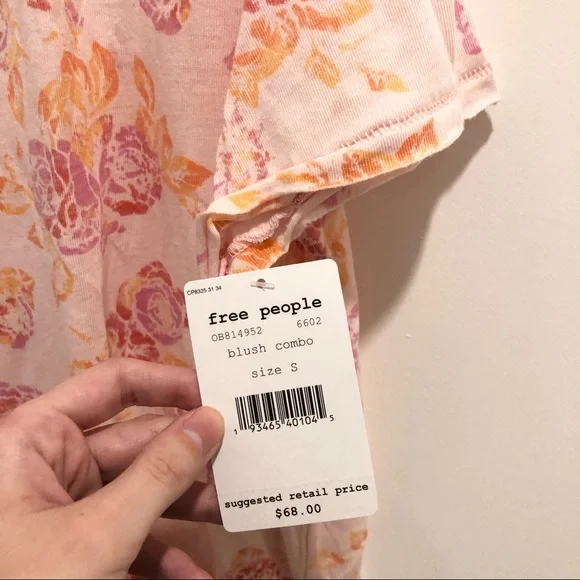 CP8325 31 34
free people
OB814952 6602
blush combo
size S
1 93465 40104 5
suggested retail price
$68.00